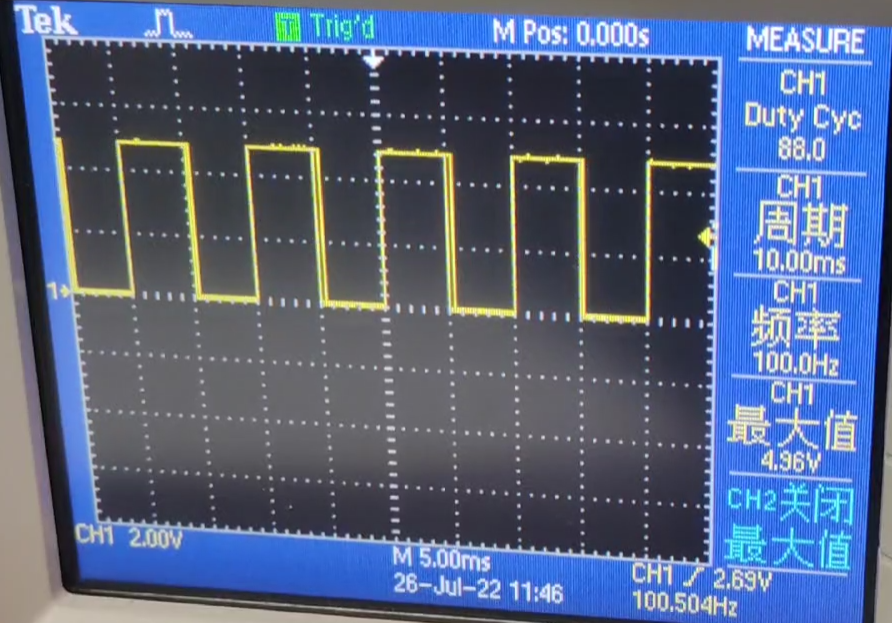 Tek Trig'd M Pos: 0.000s MEASURE
CH1
Duty Cyc
88.0
CH1
周期
10.00ms
CH1
频率
100.0Hz
CH1
最大值
4.96V
CH2关闭
最大值
1
CH1 2.00V M 5.00ms CH1 2.69V
26-Jul-22 11:46 100.504Hz